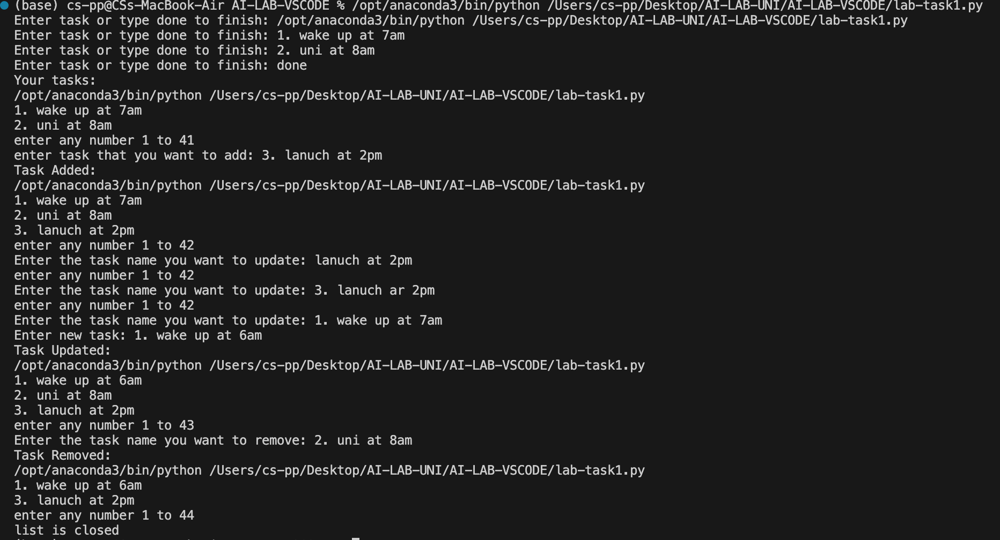 (base) cs-pp@CSs-MacBook-Air AI-LAB-VSCODE % /opt/anaconda3/bin/python /Users/cs-pp/Desktop/AI-LAB-UNI/AI-LAB-VSCODE/lab-task1.py
Enter task or type done to finish: /opt/anaconda3/bin/python /Users/cs-pp/Desktop/AI-LAB-UNI/AI-LAB-VSCODE/lab-task1.py
Enter task or type done to finish: 1. wake up at 7am
Enter task or type done to finish: 2. uni at 8am
Enter task or type done to finish: done
Your tasks:
/opt/anaconda3/bin/python /Users/cs-pp/Desktop/AI-LAB-UNI/AI-LAB-VSCODE/lab-task1.py
1. wake up at 7am
2. uni at 8am
enter any number 1 to 41
enter task that you want to add: 3. lanuch at 2pm
Task Added:
/opt/anaconda3/bin/python /Users/cs-pp/Desktop/AI-LAB-UNI/AI-LAB-VSCODE/lab-task1.py
1. wake up at 7am
2. uni at 8am
3. lanuch at 2pm
enter any number 1 to 42
Enter the task name you want to update: lanuch at 2pm
enter any number 1 to 42
Enter the task name you want to update: 3. lanuch ar 2pm
enter any number 1 to 42
Enter the task name you want to update: 1. wake up at 7am
Enter new task: 1. wake up at 6am
Task Updated:
/opt/anaconda3/bin/python /Users/cs-pp/Desktop/AI-LAB-UNI/AI-LAB-VSCODE/lab-task1.py
1. wake up at 6am
2. uni at 8am
3. lanuch at 2pm
enter any number 1 to 43
Enter the task name you want to remove: 2. uni at 8am
Task Removed:
/opt/anaconda3/bin/python /Users/cs-pp/Desktop/AI-LAB-UNI/AI-LAB-VSCODE/lab-task1.py
1. wake up at 6am
3. lanuch at 2pm
enter any number 1 to 44
list is closed